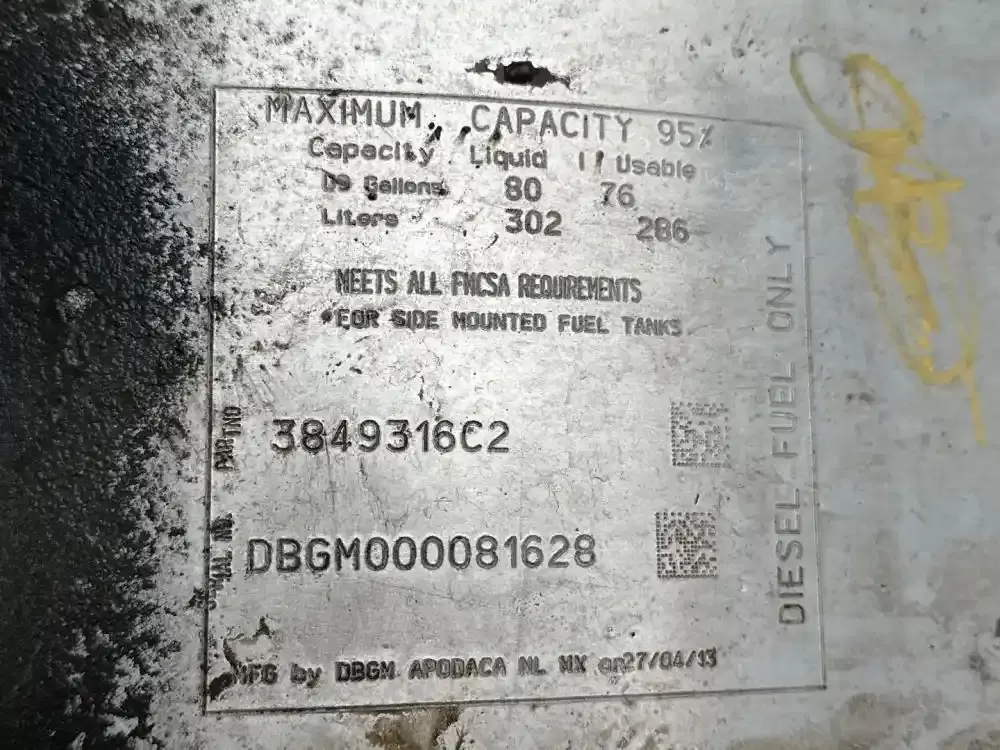 MAXIMUM CAPACITY 95%
Capacity Liquid Usable
US Gallons 80 76
Liters 302 286
MEETS ALL FMCSA REQUIREMENTS
*FOR SIDE MOUNTED FUEL TANKS
PART NO 3849316C2
SERIAL NO. DBGM000081628
MFG by DBGM APODACA NL MX on 27/04/13
DIESEL FUEL ONLY